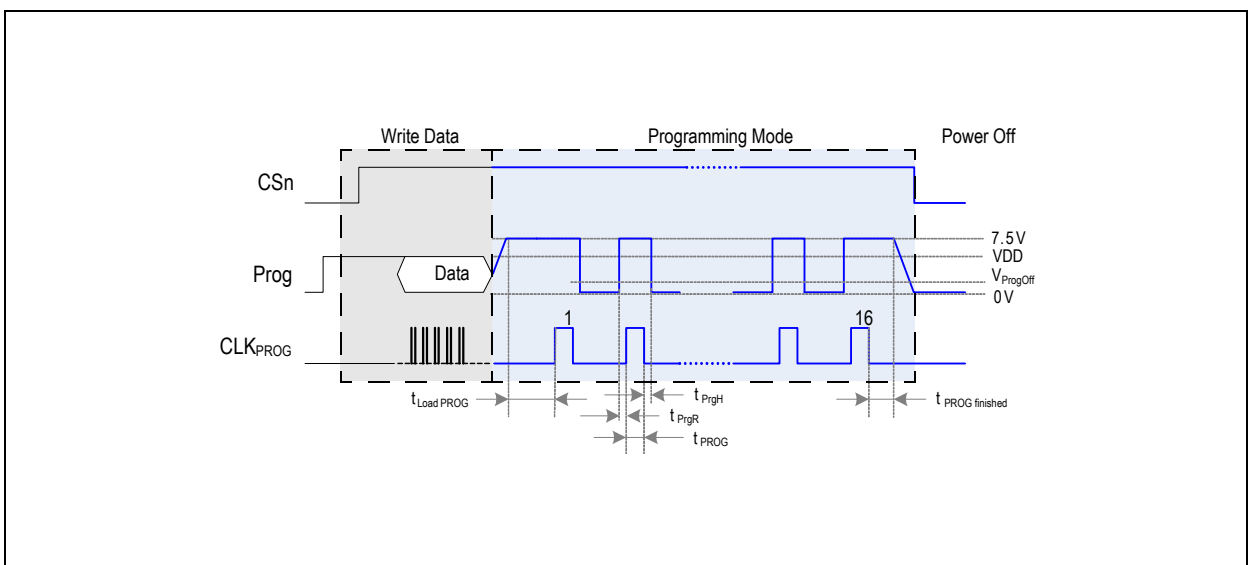 Write Data Programming Mode Power Off
CSn
7.5 V
VDD
Prog Data
VProgOff
0 V
1 16
CLKPROG
t Load PROG t PrgH t PROG finished
t PrgR
t PROG